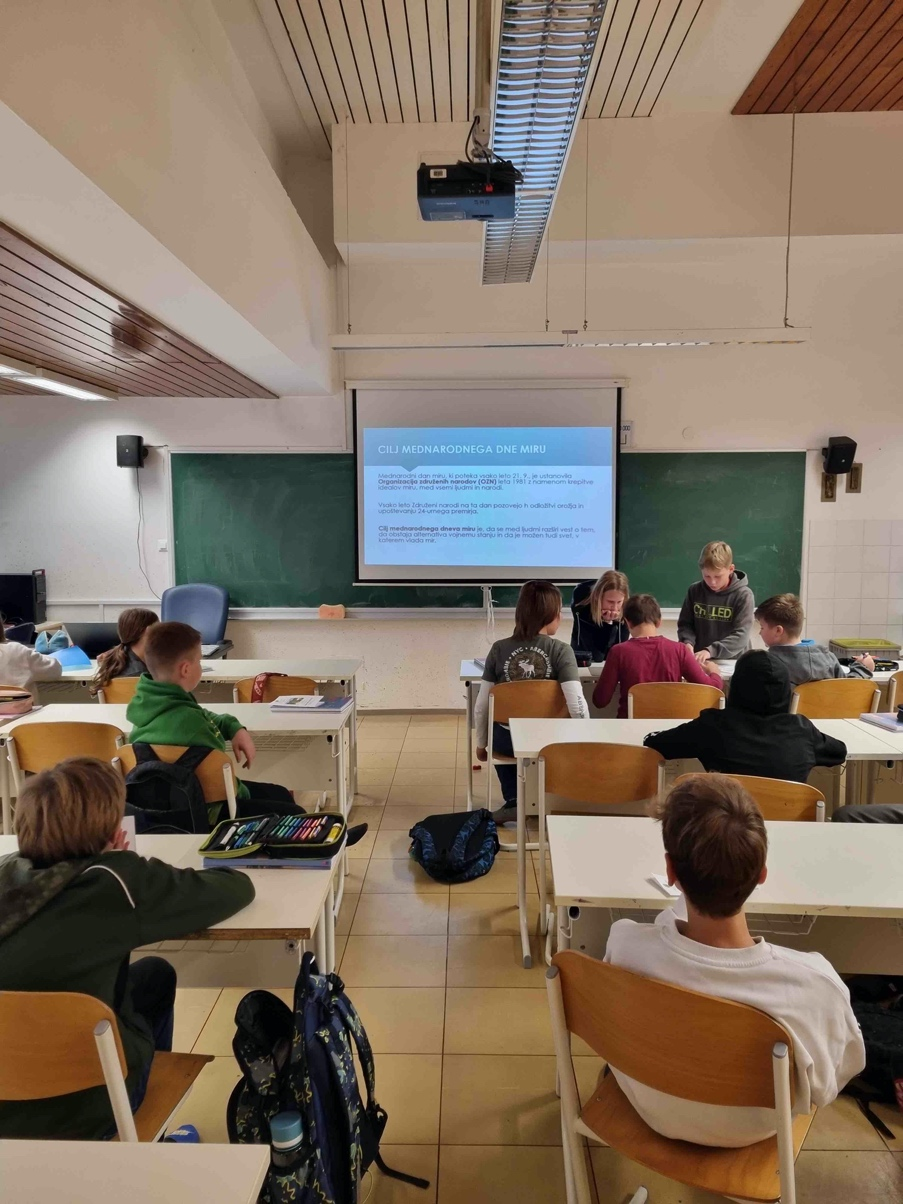 CILJ MEDNARODNEGA DNE MIRU
Mednarodni dan miru, ki poteka vsako leto 21. 9., je ustanovila
Organizacija združenih narodov (OZN) leta 1981 z namenom krepitve
idealov miru, med vsemi ljudmi in narodi.
Vsako leto Združeni narodi na ta dan pozovejo h odložitvi orožja in
upoštevanju 24-urnega premirja.
Cilj mednarodnega dneva miru je, da se med ljudmi razširi vest o tem,
da obstaja alternativa vojnemu stanju in da je možen tudi svet, v
katerem vlada mir.
CHILLED
NYC